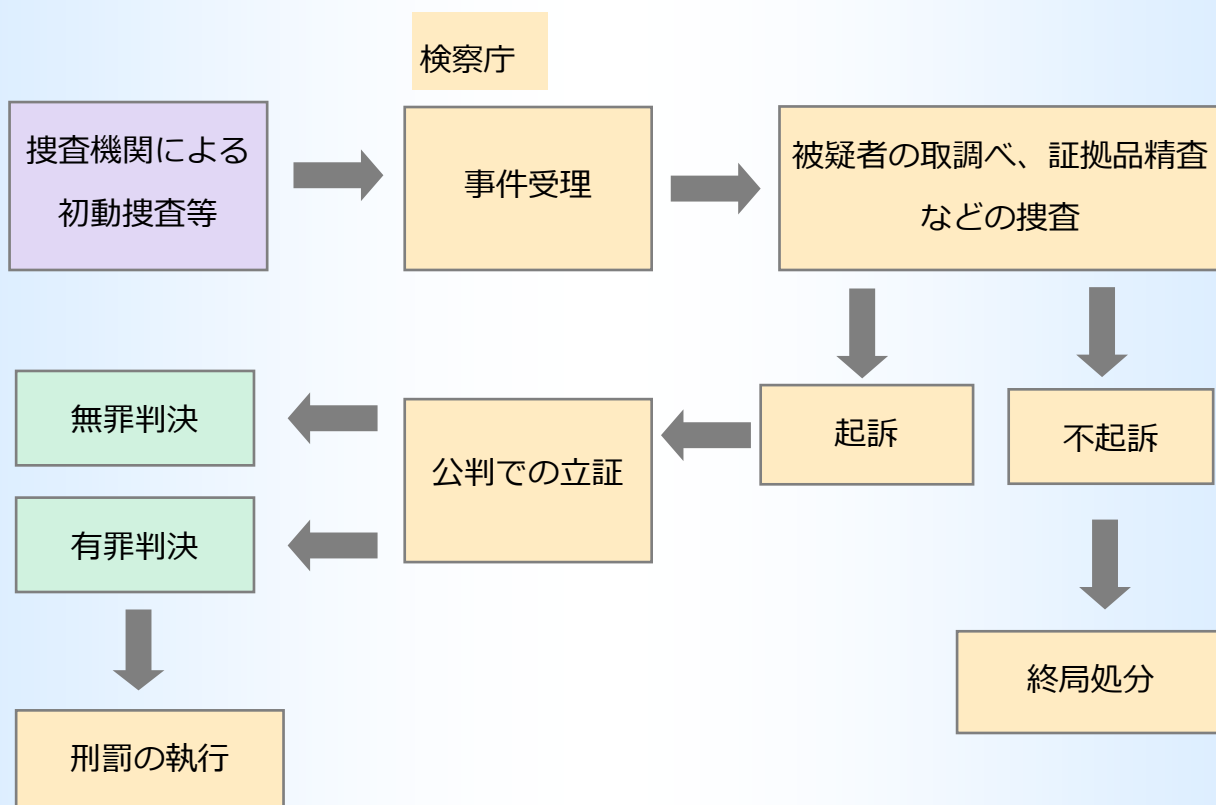 検察庁
捜査機関による
初動捜査等
事件受理
被疑者の取調べ、証拠品精査
などの捜査
無罪判決
公判での立証
起訴
不起訴
有罪判決
終局処分
刑罰の執行